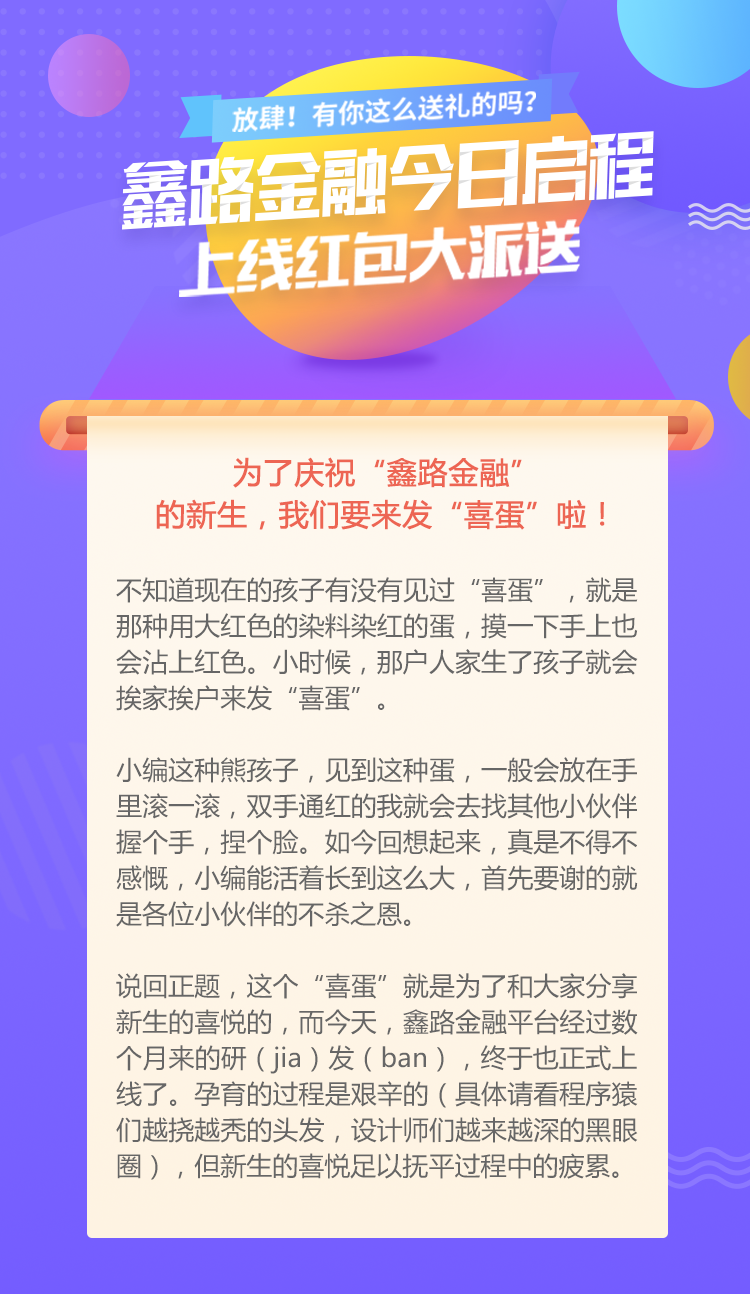 放肆！有你这么送礼的吗？
鑫路金融今日启程
上线红包大派送
为了庆祝“鑫路金融”
的新生，我们要来发“喜蛋”啦！
不知道现在的孩子有没有见过“喜蛋”，就是
那种用大红色的染料染红的蛋，摸一下手上也
会沾上红色。小时候，那户人家生了孩子就会
挨家挨户来发“喜蛋”。
小编这种熊孩子，见到这种蛋，一般会放在手
里滚一滚，双手通红的我就会去找其他小伙伴
握个手，捏个脸。如今回想起来，真是不得不
感慨，小编能活着长到这么大，首先要谢的就
是各位小伙伴的不杀之恩。
说回正题，这个“喜蛋”就是为了和大家分享
新生的喜悦的，而今天，鑫路金融平台经过数
个月来的研（jia）发（ban），终于也正式上
线了。孕育的过程是艰辛的（具体请看程序猿
们越挠越秃的头发，设计师们越来越深的黑眼
圈），但新生的喜悦足以抚平过程中的疲累。